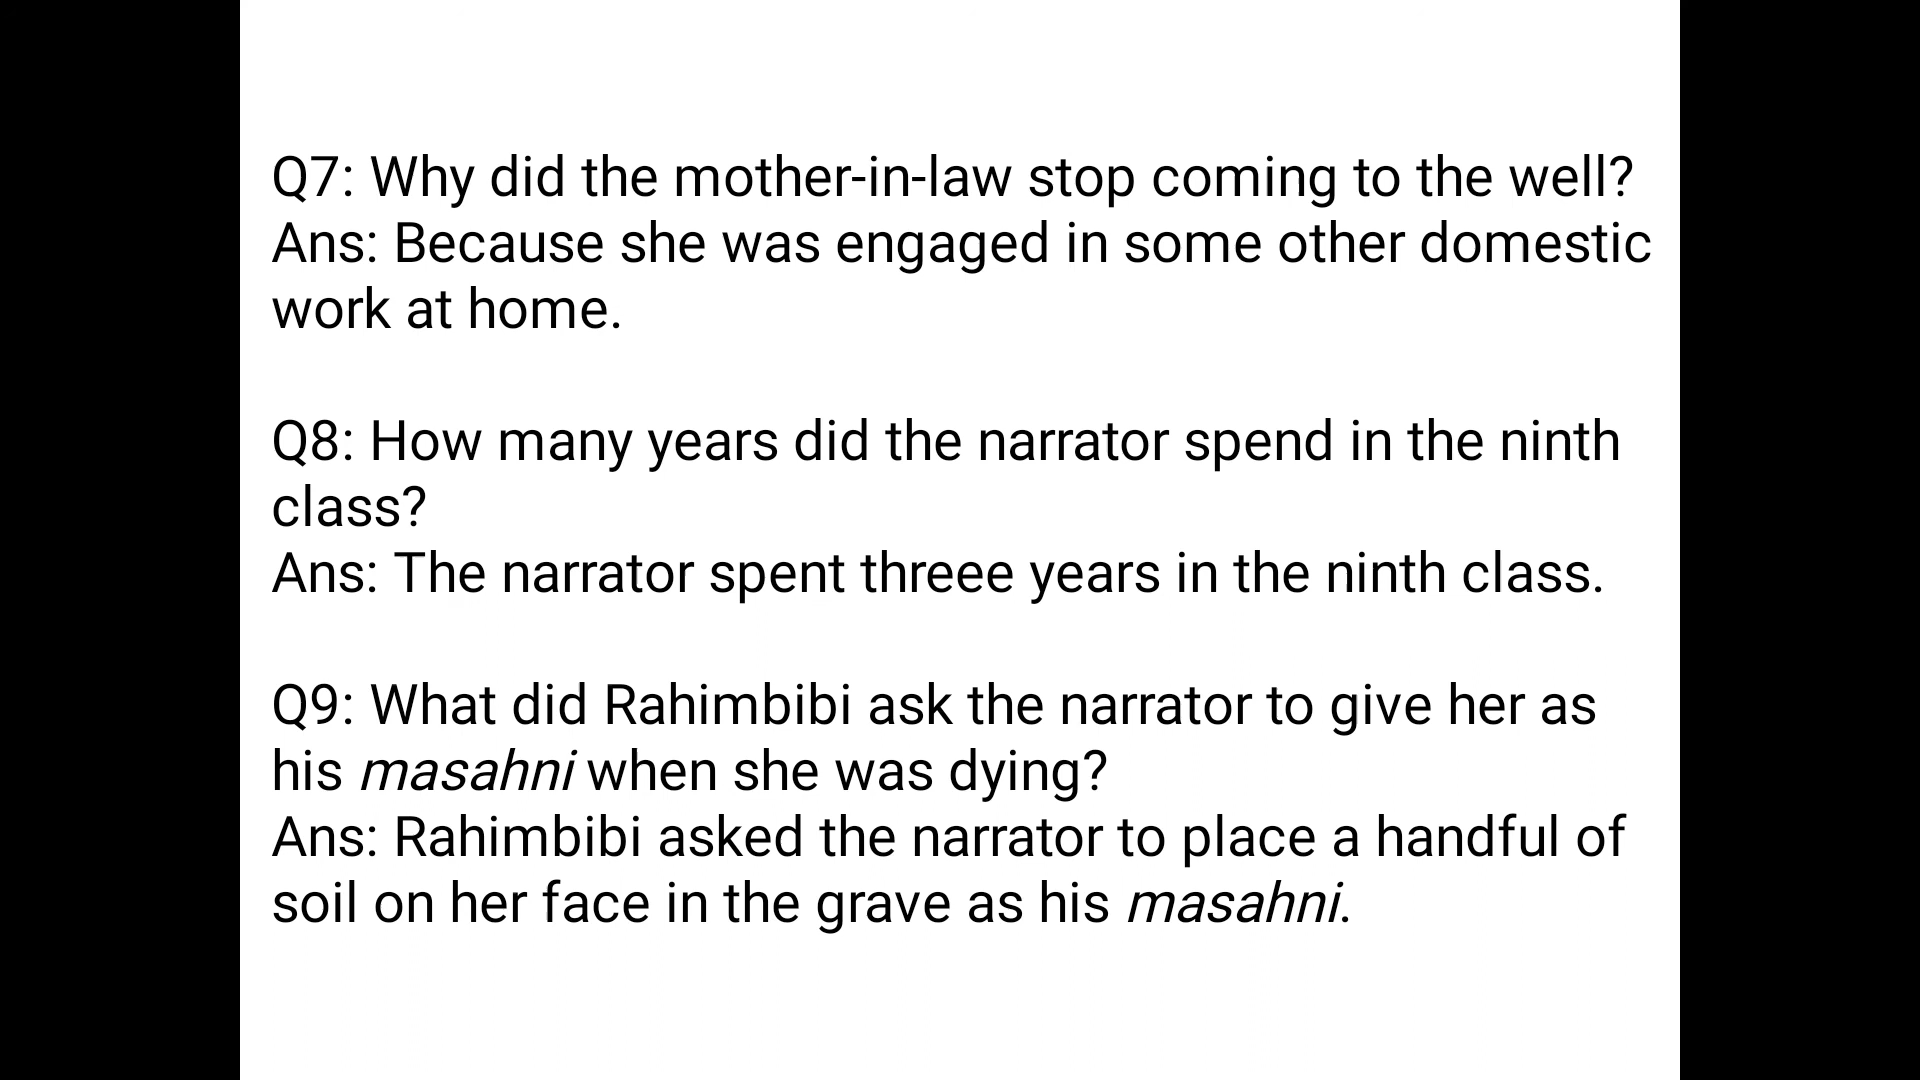 Q7: Why did the mother-in-law stop coming to the well?
Ans: Because she was engaged in some other domestic
work at home.
Q8: How many years did the narrator spend in the ninth
class?
Ans: The narrator spent threee years in the ninth class.
Q9: What did Rahimbibi ask the narrator to give her as
his masahni when she was dying?
Ans: Rahimbibi asked the narrator to place a handful of
soil on her face in the grave as his masahni.